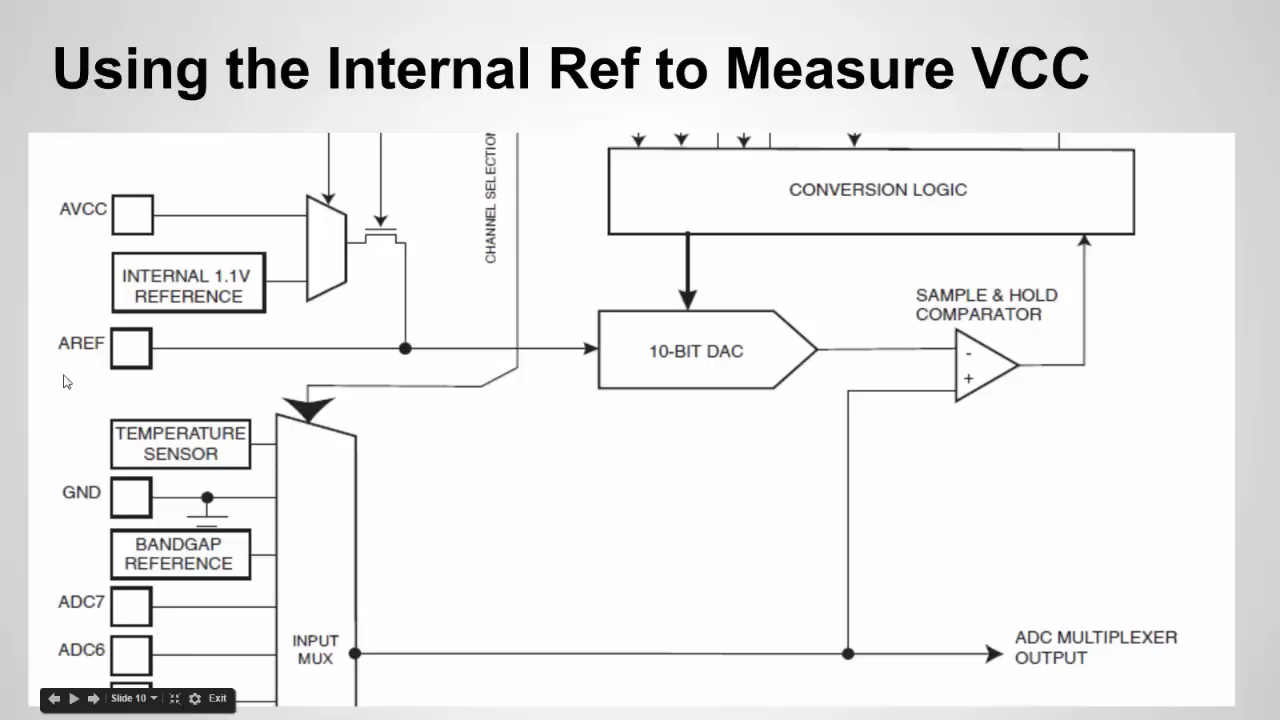 Using the Internal Ref to Measure VCC
CHANNEL SELECTION
CONVERSION LOGIC
AVCC
INTERNAL 1.1V
REFERENCE
SAMPLE & HOLD
COMPARATOR
AREF
10-BIT DAC
-
+
TEMPERATURE
SENSOR
GND
BANDGAP
REFERENCE
ADC7
ADC6
INPUT
MUX
ADC MULTIPLEXER
OUTPUT
Slide 10
Exit